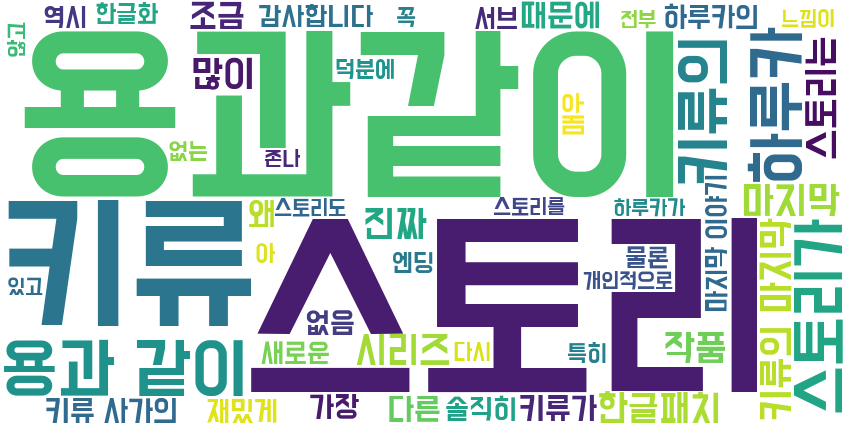 않고
역시
한글화
조금
감사합니다
꼭
서브
때문에
전부
하루카의
느낌이
용과같이
많이
덕분에
없는
존나
아붐
키류의
하루카
스토리는
마지막
키류
왜
스토리도
진짜
스토리를
하루카가
마지막 이야기
아
엔딩
물론
개인적으로
있고
없음
스토리
키류의 마지막
스토리가
용과 같이
새로운
시리즈
다시
특히
작품
키류 사가의
재밌게
가장
다른
솔직히
키류가
한글패치